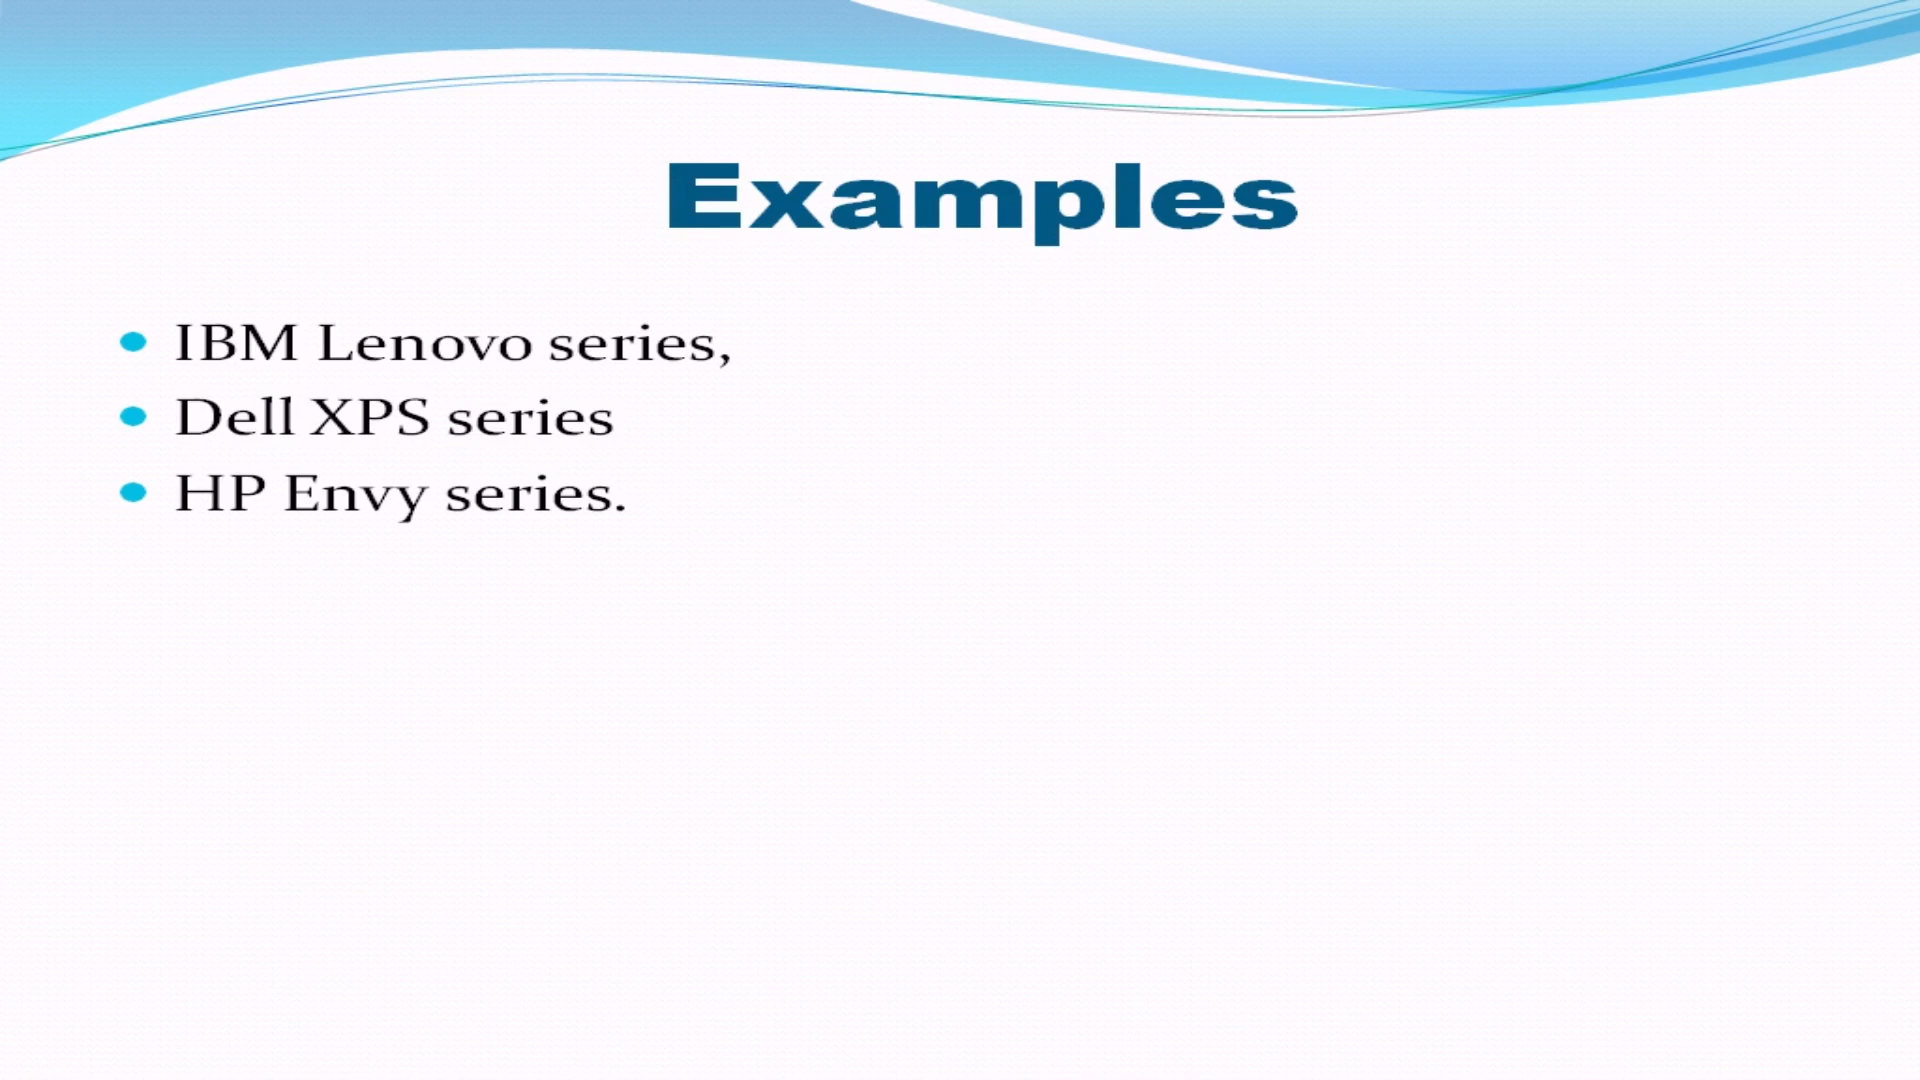 Examples
• IBM Lenovo series,
• Dell XPS series
• HP Envy series.